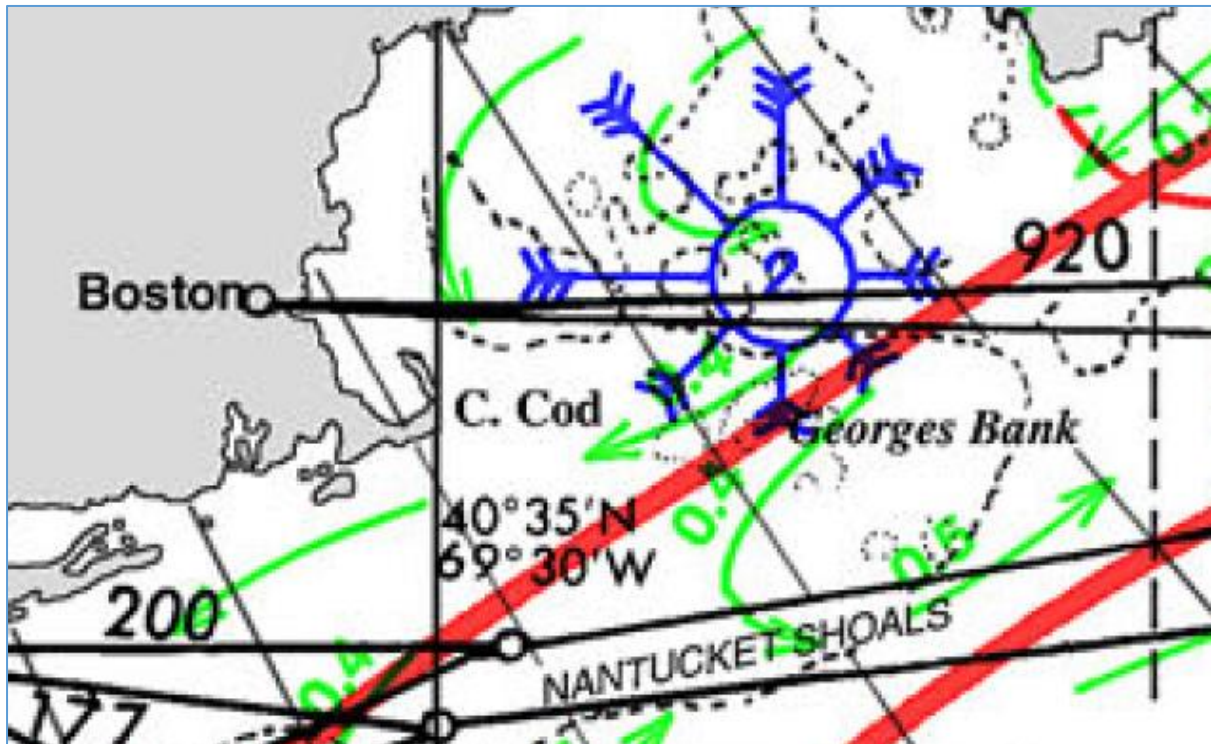 920
2
Boston
0.4
C. Cod
Georges Bank
0.4
40°35'N
69°30'W
0.5
200
NANTUCKET SHOALS
0.4
177